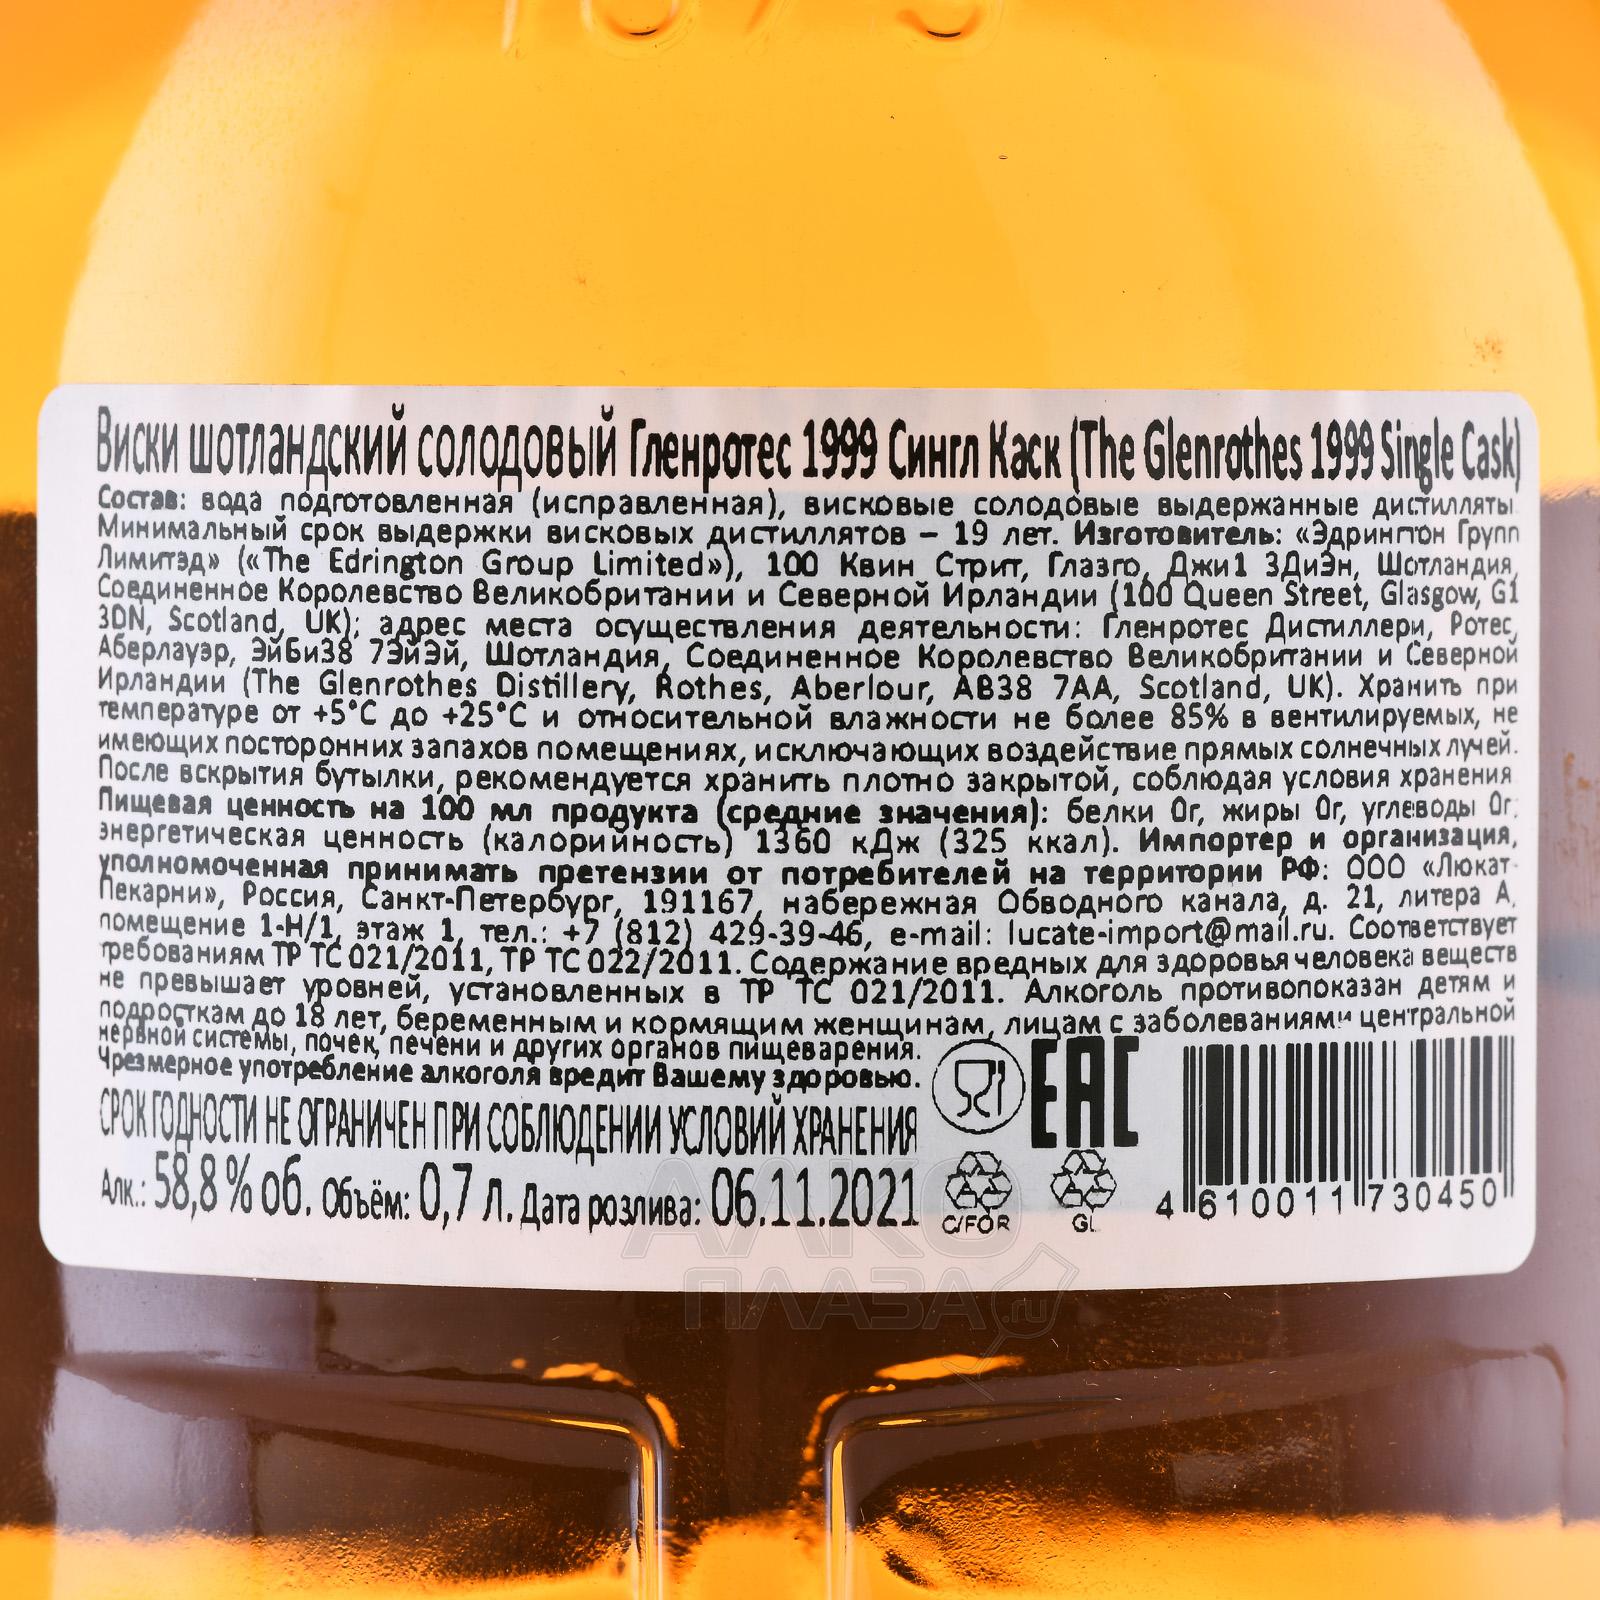 1879
Виски шотландский солодовый Гленротес 1999 Сингл Каск (The Glenrothes 1999 Single Cask)
Состав: вода подготовленная (исправленная), висковые солодовые выдержанные дистилляты.
Минимальный срок выдержки висковых дистиллятов – 19 лет. Изготовитель: «Эдрингтон Групп
Лимитэд» («The Edrington Group Limited»), 100 Квин Стрит, Глазго, Джи1 3ДиЭн, Шотландия,
Соединенное Королевство Великобритании и Северной Ирландии (100 Queen Street, Glasgow, G1
3DN, Scotland, UK); адрес места осуществления деятельности: Гленротес Дистиллери, Ротес,
Аберлауэр, ЭйБи38 7ЭйЭй, Шотландия, Соединенное Королевство Великобритании и Северной
Ирландии (The Glenrothes Distillery, Rothes, Aberlour, AB38 7AA, Scotland, UK). Хранить при
температуре от +5°С до +25°С и относительной влажности не более 85% в вентилируемых, не
имеющих посторонних запахов помещениях, исключающих воздействие прямых солнечных лучей.
После вскрытия бутылки, рекомендуется хранить плотно закрытой, соблюдая условия хранения.
Пищевая ценность на 100 мл продукта (средние значения): белки 0г, жиры 0г, углеводы 0г;
энергетическая ценность (калорийность) 1360 кДж (325 ккал). Импортер и организация,
уполномоченная принимать претензии от потребителей на территории РФ: ООО «Люкат-
Пекарни», Россия, Санкт-Петербург, 191167, набережная Обводного канала, д. 21, литера А,
помещение 1-Н/1, этаж 1, тел.: +7 (812) 429-39-46, e-mail: lucate-import@mail.ru. Соответствует
требованиям ТР ТС 021/2011, ТР ТС 022/2011. Содержание вредных для здоровья человека веществ
не превышает уровней, установленных в ТР ТС 021/2011. Алкоголь противопоказан детям и
подросткам до 18 лет, беременным и кормящим женщинам, лицам с заболеваниями центральной
нервной системы, почек, печени и других органов пищеварения.
Чрезмерное употребление алкоголя вредит Вашему здоровью.
СРОК ГОДНОСТИ НЕ ОГРАНИЧЕН ПРИ СОБЛЮДЕНИИ УСЛОВИЙ ХРАНЕНИЯ
Алк.: 58,8 % об. Объём: 0,7 л. Дата розлива: 06.11.2021
EAC
C/FOR
GL
4 610011 730450
АЛКО
ПЛАЗА.ru